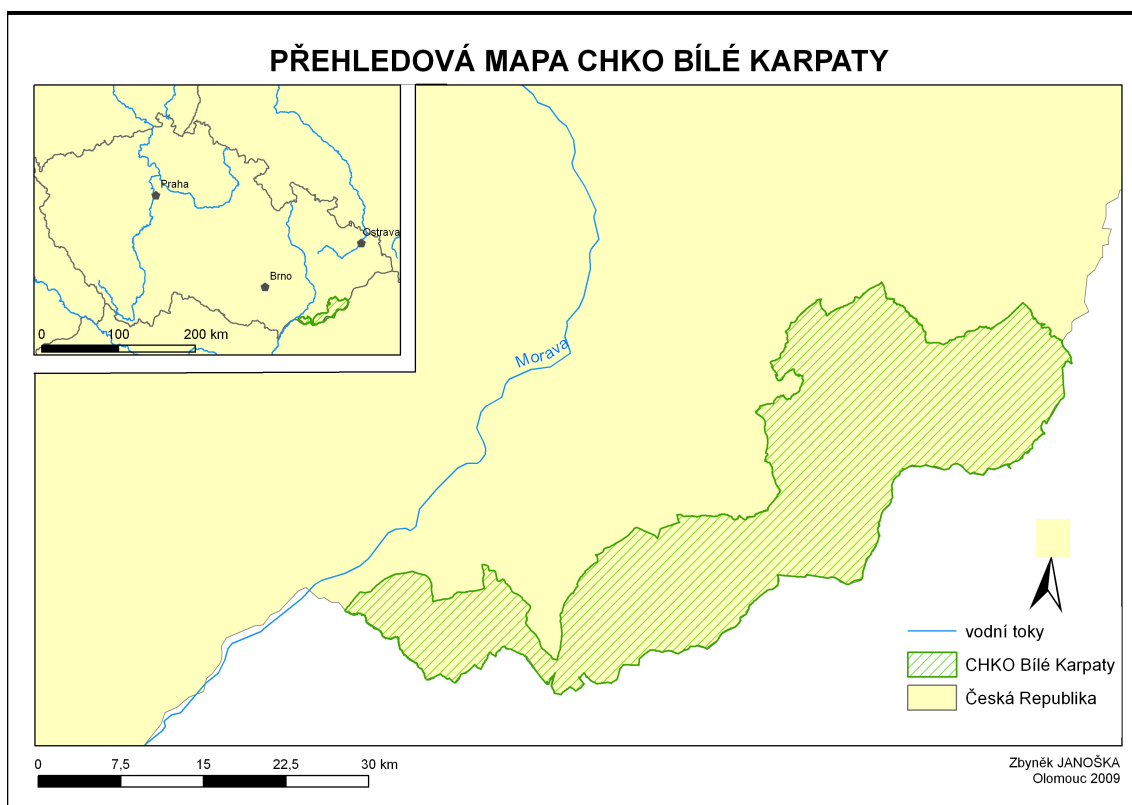 PŘEHLEDOVÁ MAPA CHKO BÍLÉ KARPATY
Praha
Ostrava
Brno
0 100 200 km
Morava
vodní toky
CHKO Bílé Karpaty
Česká Republika
0 7,5 15 22,5 30 km
Zbyněk JANOŠKA
Olomouc 2009